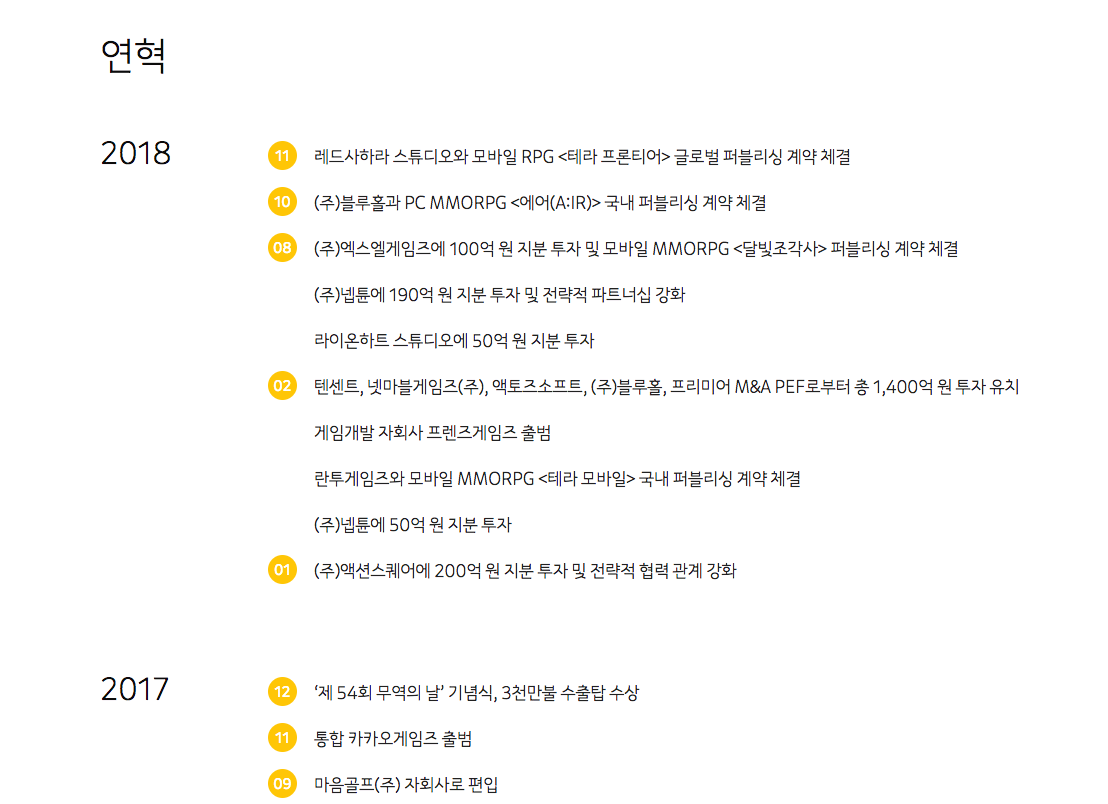 연혁
2018
11 레드사하라 스튜디오와 모바일 RPG <테라 프론티어> 글로벌 퍼블리싱 계약 체결
10 (주)블루홀과 PC MMORPG <에어(A:IR)> 국내 퍼블리싱 계약 체결
08 (주)엑스엘게임즈에 100억 원 지분 투자 및 모바일 MMORPG <달빛조각사> 퍼블리싱 계약 체결
(주)넵튠에 190억 원 지분 투자 및 전략적 파트너십 강화
라이온하트 스튜디오에 50억 원 지분 투자
02 텐센트, 넷마블게임즈(주), 액토즈소프트, (주)블루홀, 프리미어 M&A PEF로부터 총 1,400억 원 투자 유치
게임개발 자회사 프렌즈게임즈 출범
란투게임즈와 모바일 MMORPG <테라 모바일> 국내 퍼블리싱 계약 체결
(주)넵튠에 50억 원 지분 투자
01 (주)액션스퀘어에 200억 원 지분 투자 및 전략적 협력 관계 강화
2017
12 ‘제 54회 무역의 날’ 기념식, 3천만불 수출탑 수상
11 통합 카카오게임즈 출범
09 마음골프(주) 자회사로 편입